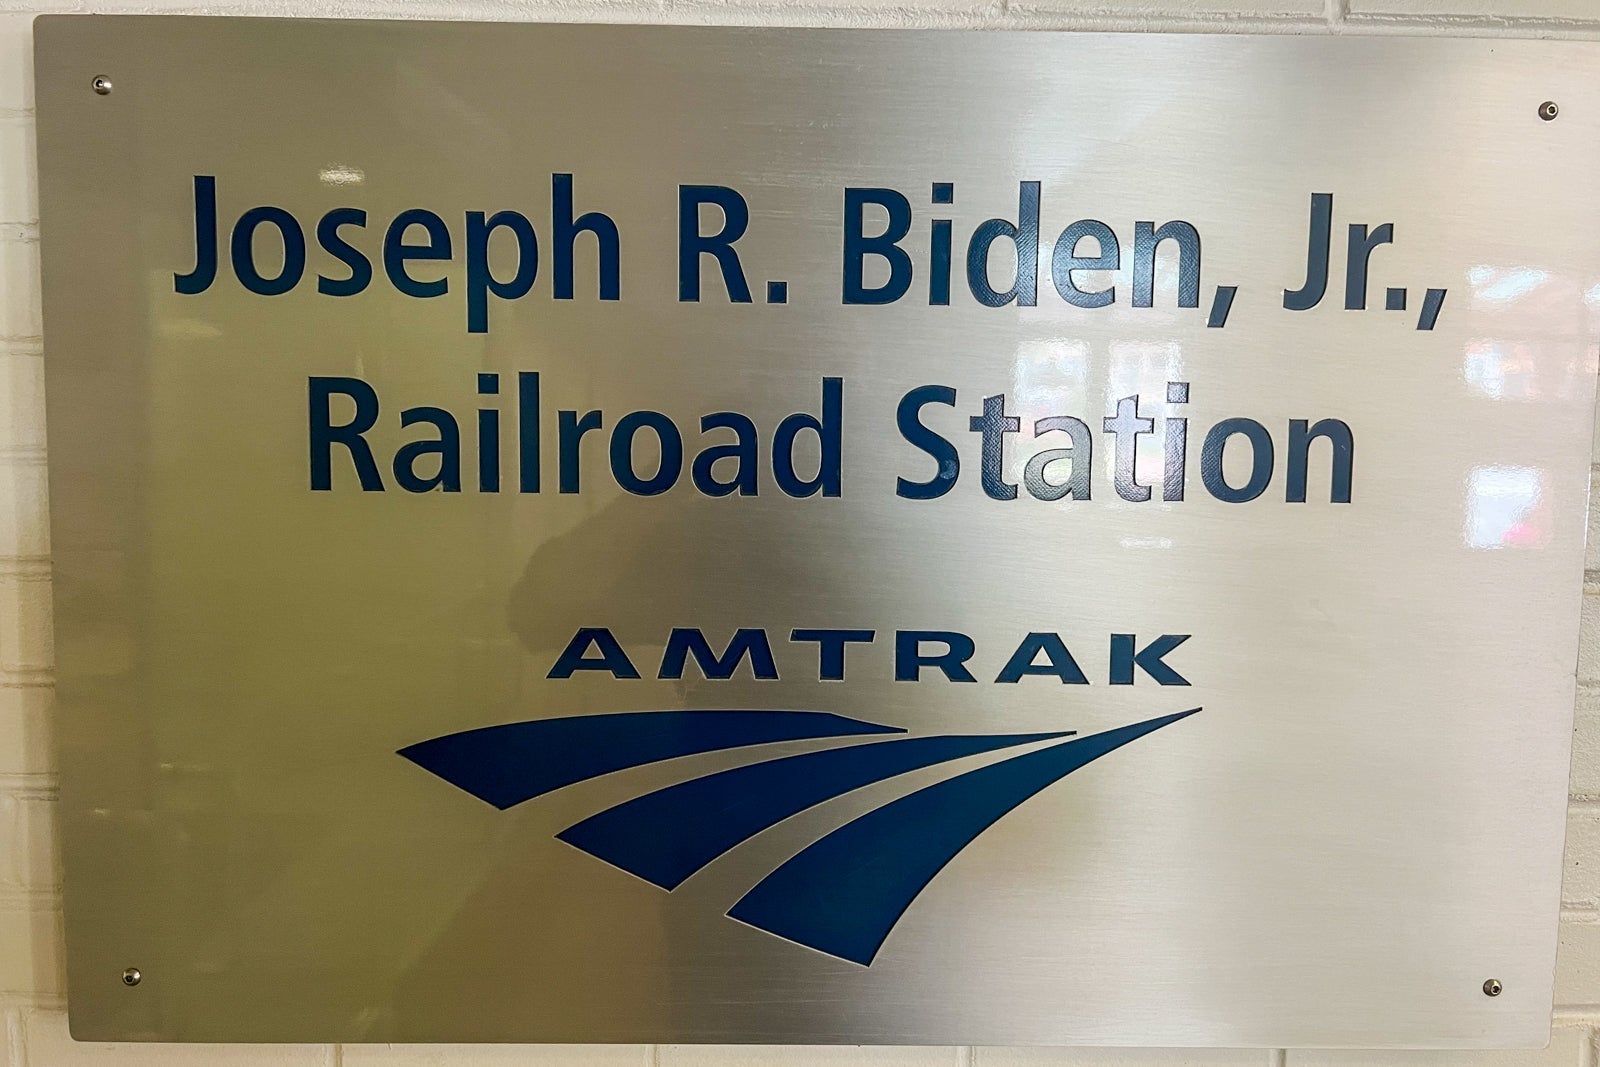 Joseph R. Biden, Jr.,
Railroad Station
AMTRAK